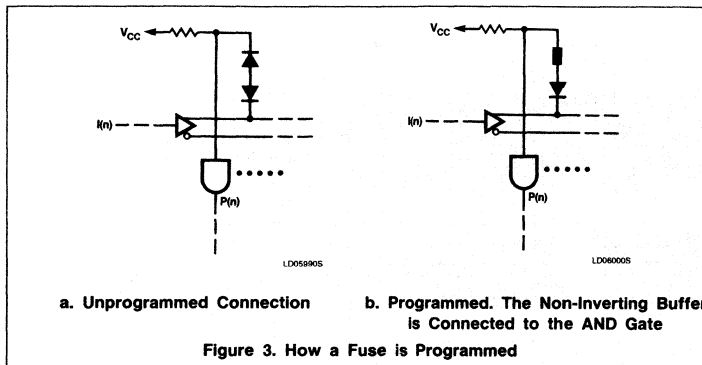 VCC
I(n)
P(n)
LD05990S
a. Unprogrammed Connection
VCC
I(n)
P(n)
LD06000S
b. Programmed. The Non-Inverting Buffer
is Connected to the AND Gate
Figure 3. How a Fuse is Programmed